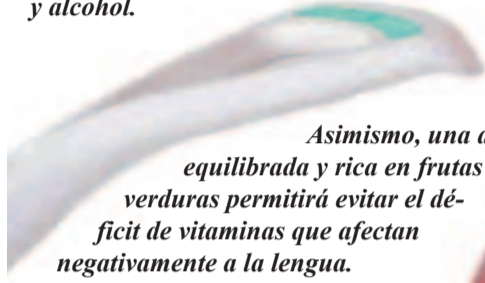 y alcohol.
Asimismo, una
equilibrada y rica en frutas
verduras permitirá evitar el dé-
ficit de vitaminas que afectan
negativamente a la lengua.